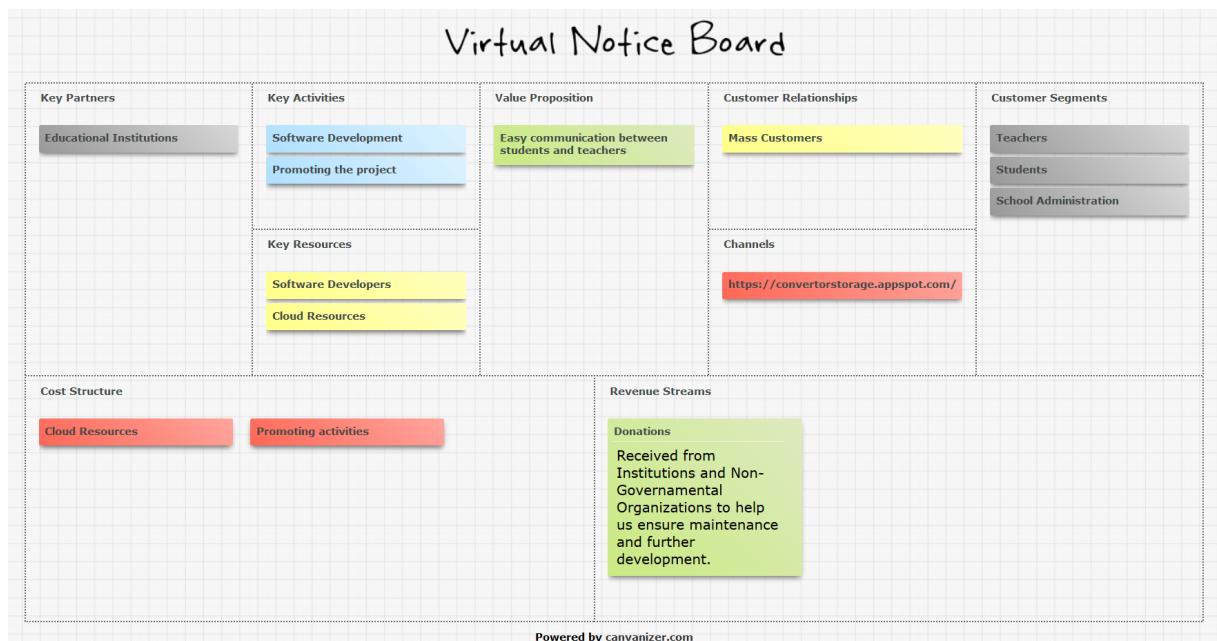 Virtual Notice Board
Key Partners
Educational Institutions
Key Activities
Software Development
Promoting the project
Key Resources
Software Developers
Cloud Resources
Value Proposition
Easy communication between
students and teachers
Customer Relationships
Mass Customers
Channels
https://convertorstorage.appspot.com/
Customer Segments
Teachers
Students
School Administration
Cost Structure
Cloud Resources
Promoting activities
Revenue Streams
Donations
Received from
Institutions and Non-
Governamental
Organizations to help
us ensure maintenance
and further
development.
Powered by canvanizer.com